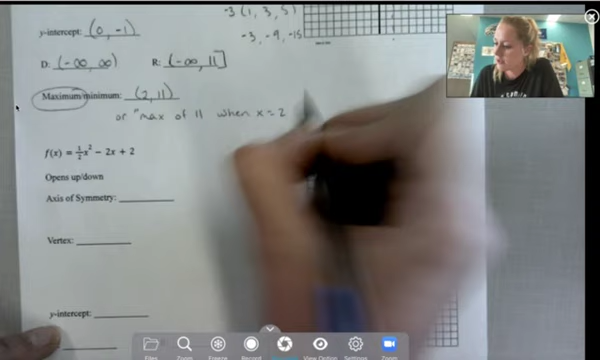 -3(1, 3, 5)
y-intercept: (0, -1)
-3, -9, -15
D: (-∞, ∞) R: (-∞, 11]
Maximum/minimum: (2, 11)
or "max of 11 when x = 2
f(x) = ½x² − 2x + 2
Opens up/down
Axis of Symmetry:
Vertex:
y-intercept:
Files Zoom Freeze Record View Option Settings Zoom